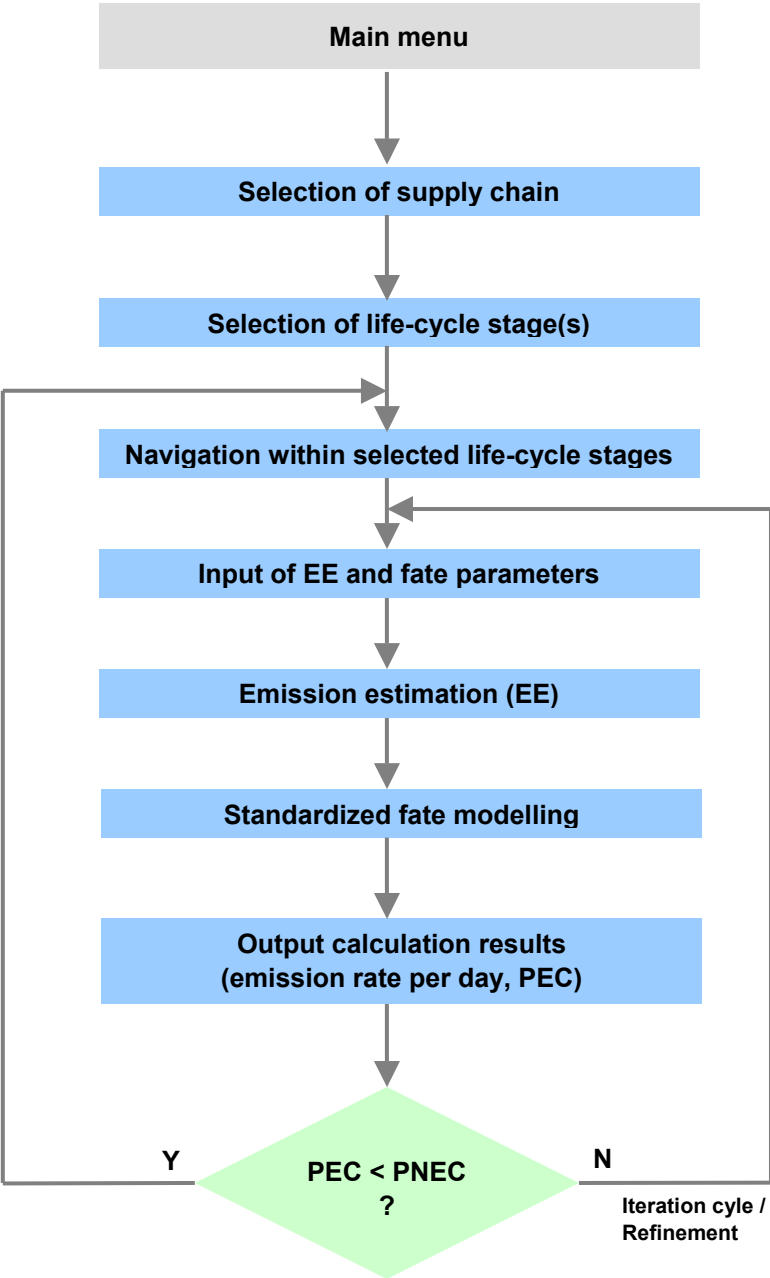 Main menu
Selection of supply chain
Selection of life-cycle stage(s)
Navigation within selected life-cycle stages
Input of EE and fate parameters
Emission estimation (EE)
Standardized fate modelling
Output calculation results
(emission rate per day, PEC)
Y
PEC < PNEC
?
N
Iteration cyle /
Refinement